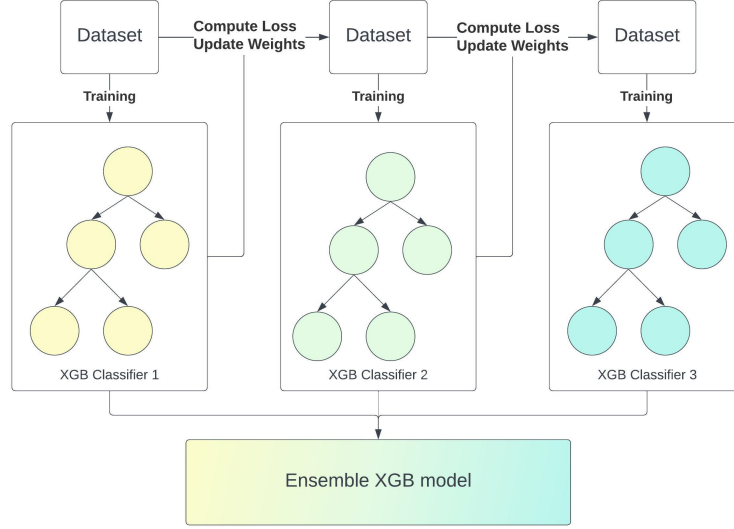 Dataset
Compute Loss
Update Weights
Dataset
Compute Loss
Update Weights
Dataset
Training
Training
Training
XGB Classifier 1
XGB Classifier 2
XGB Classifier 3
Ensemble XGB model